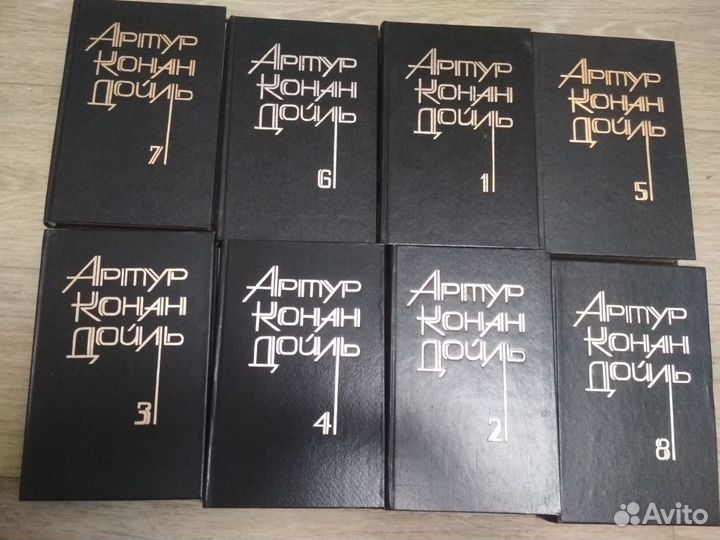 Артур
Конан
Дойль
7
Артур
Конан
Дойль
6
Артур
Конан
Дойль
1
Артур
Конан
Дойль
5
Артур
Конан
Дойль
3
Артур
Конан
Дойль
4
Артур
Конан
Дойль
2
Артур
Конан
Дойль
8
Avito